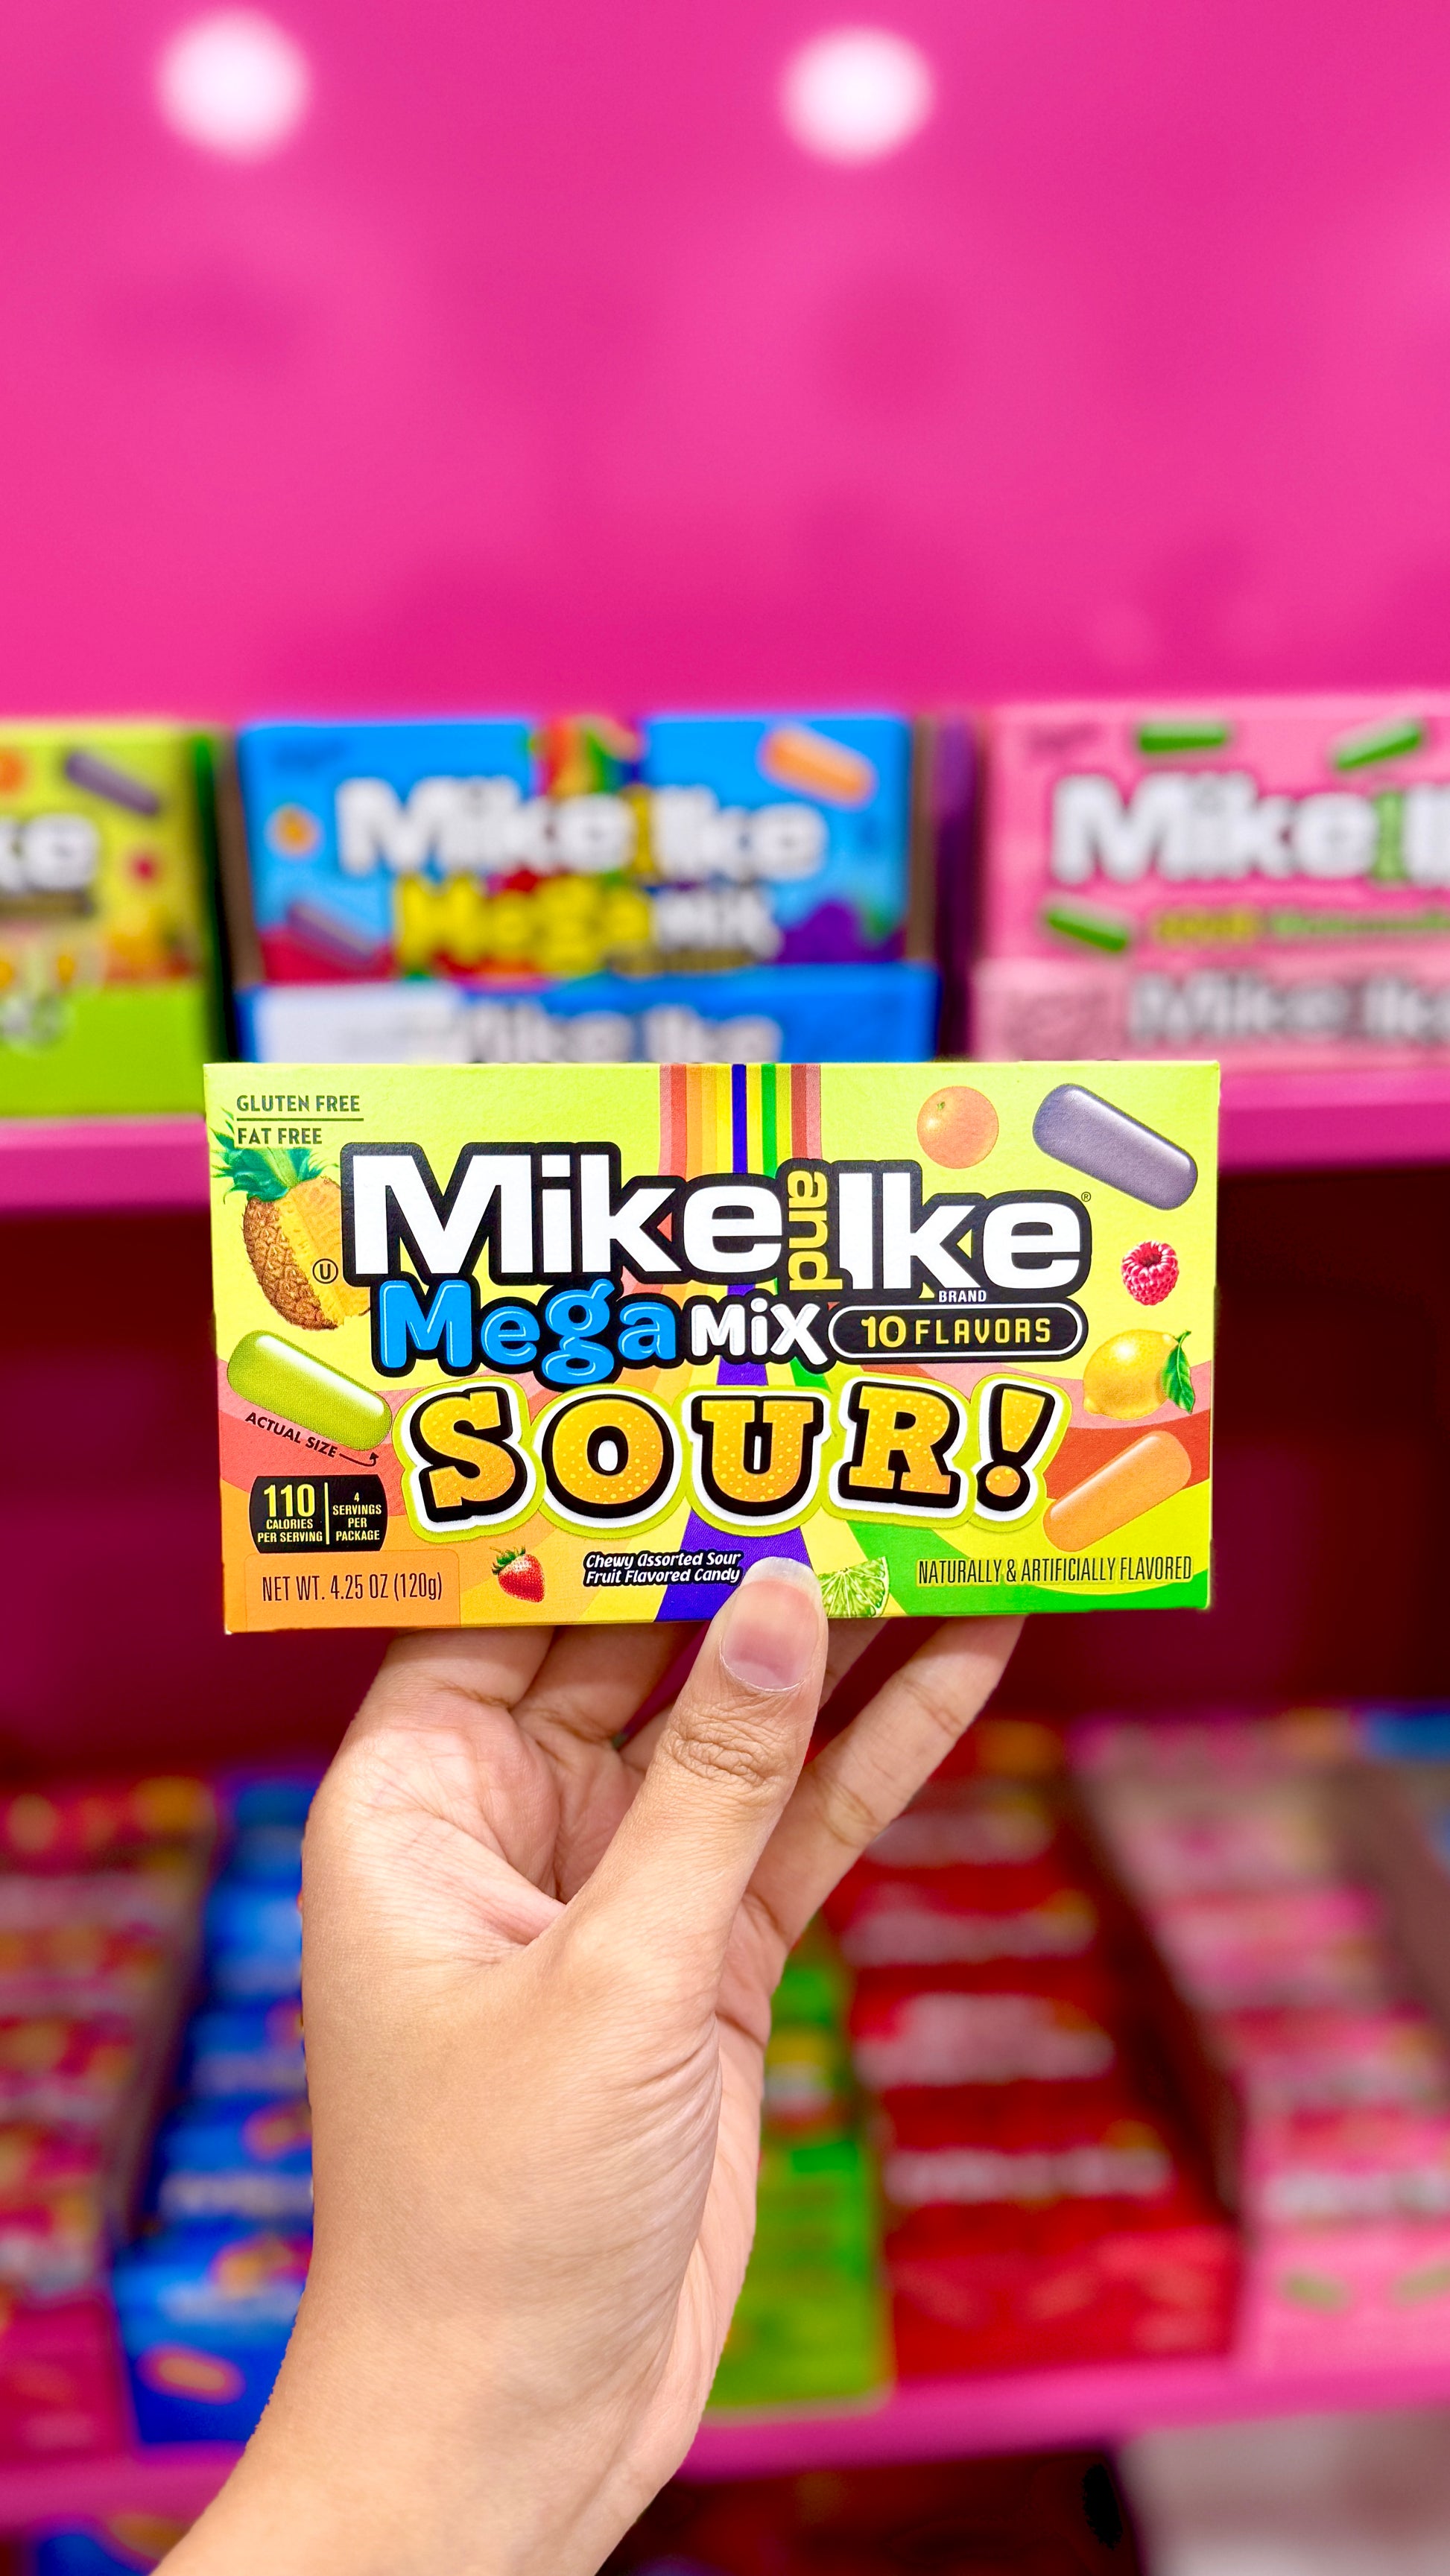 Mike Ike
Mega Mix
Mike
Mike Ike
ke
GLUTEN FREE
FAT FREE
Mike and Ike®
BRAND
U
Mega MiX 10 FLAVORS
SOUR!
ACTUAL SIZE
110
CALORIES
PER SERVING
4
SERVINGS
PER
PACKAGE
NET WT. 4.25 OZ (120g)
Chewy Assorted Sour
Fruit Flavored Candy
NATURALLY & ARTIFICIALLY FLAVORED